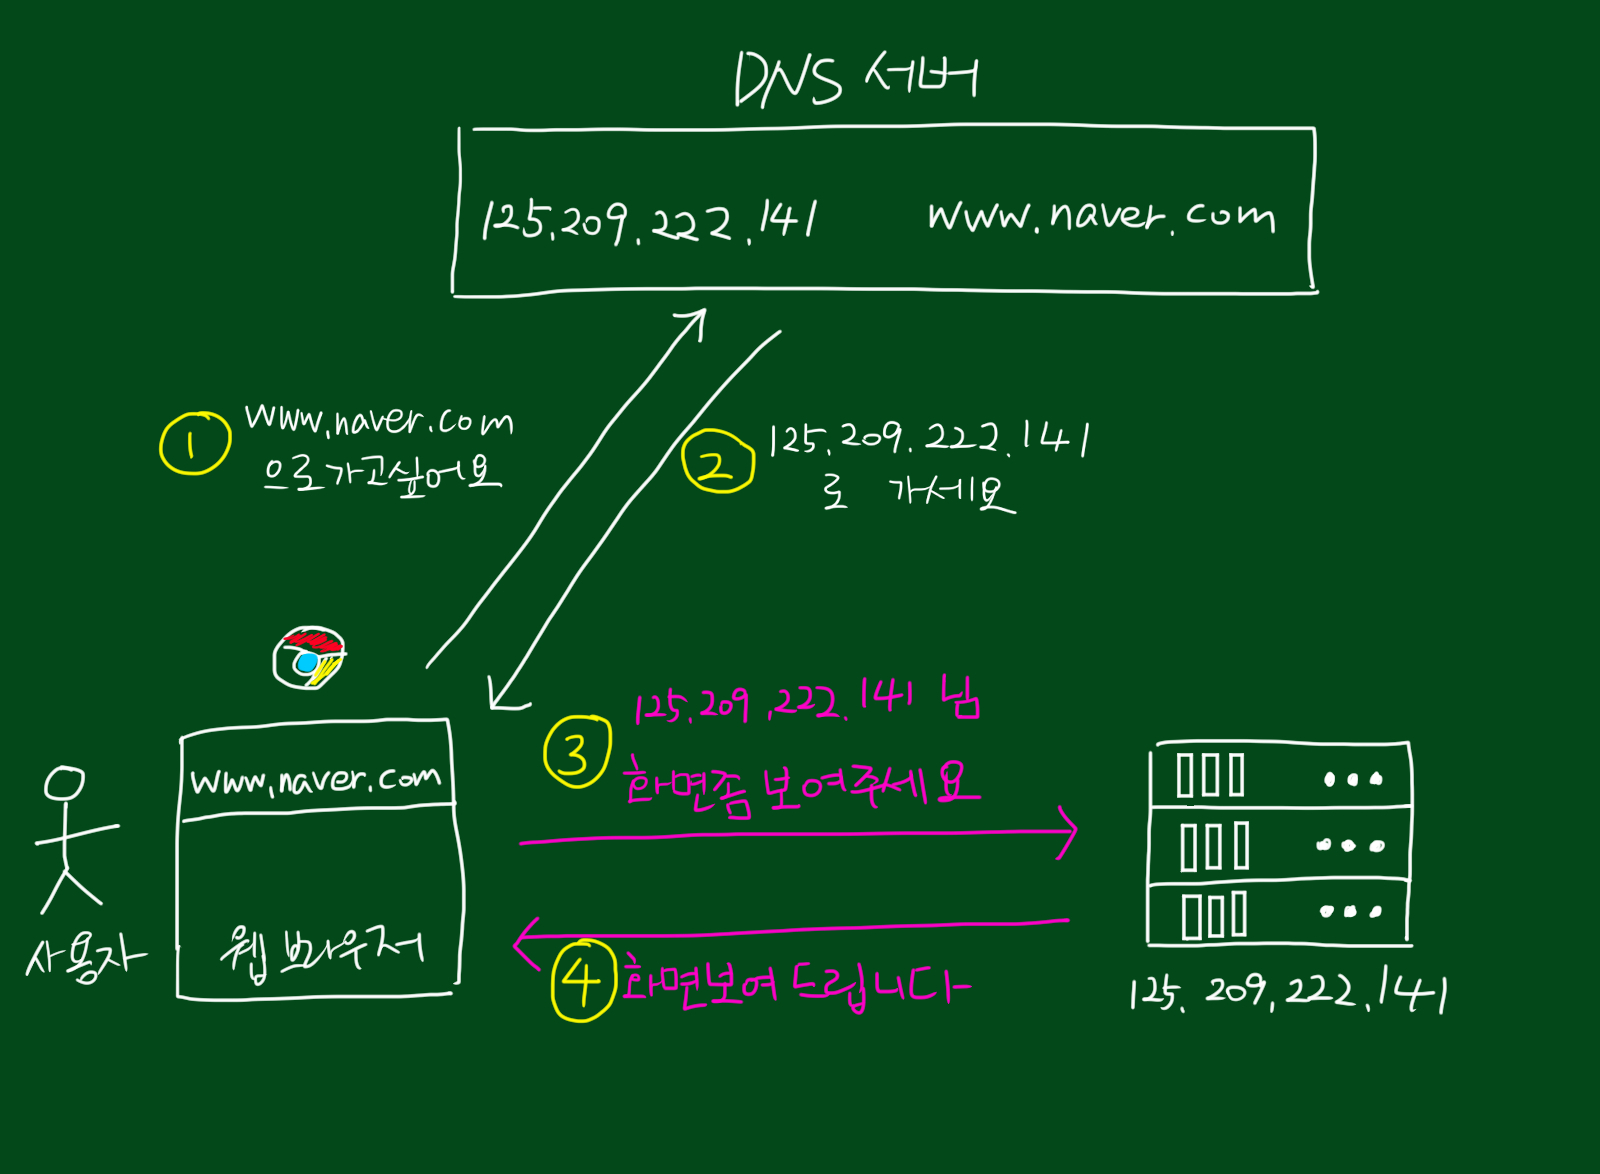 DNS 서버
125.209.222.141 www.naver.com
1 www.naver.com
으로가고싶어요
2 125.209.222.141
로 가세요
www.naver.com
웹 브라우저
사용자
3 125.209.222.141 님
화면좀 보여주세요
4 화면보여 드립니다
125.209.222.141